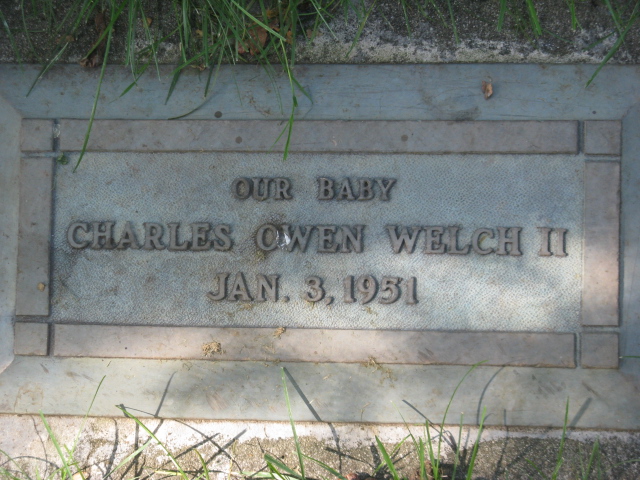 OUR BABY
CHARLES OWEN WELCH II
JAN. 3, 1951